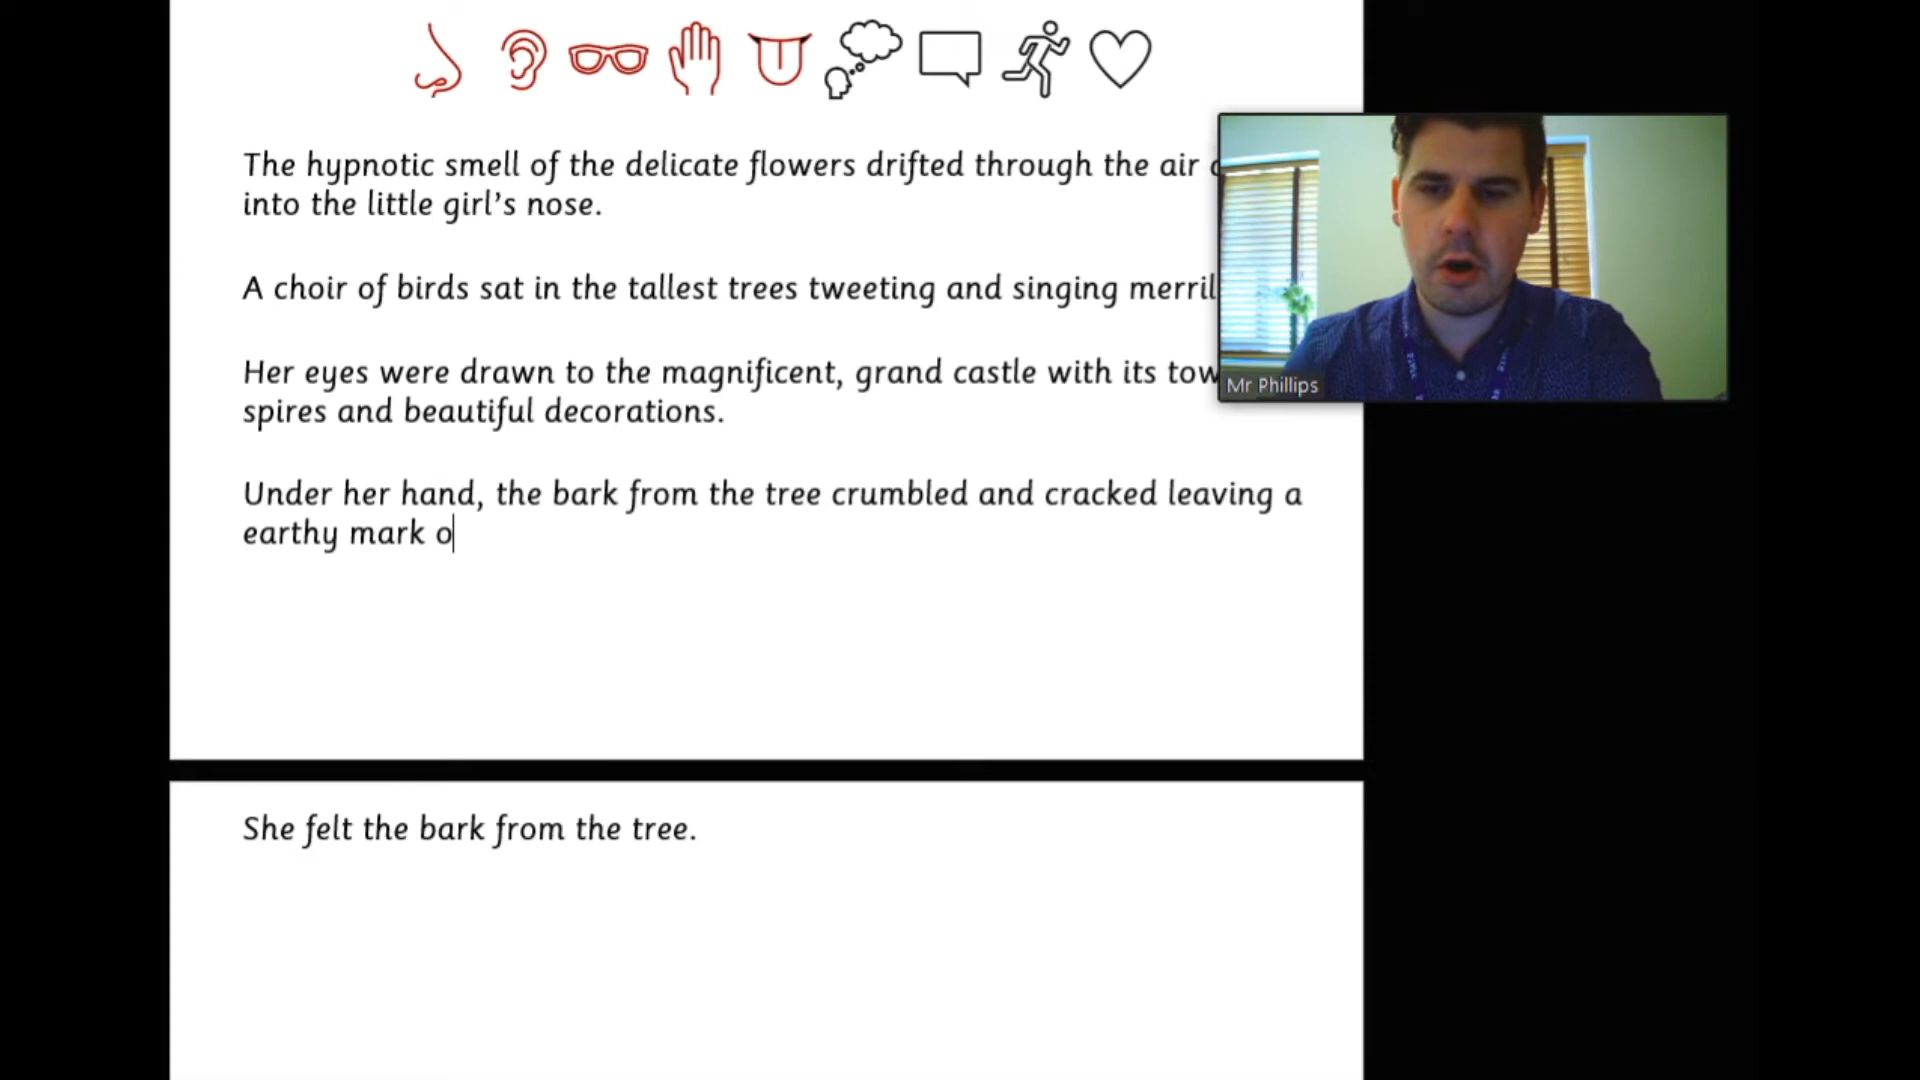 The hypnotic smell of the delicate flowers drifted through the air
into the little girl's nose.
A choir of birds sat in the tallest trees tweeting and singing
Her eyes were drawn to the magnificent, grand castle with its
spires and beautiful decorations.
Mr Phillips
Under her hand, the bark from the tree crumbled and cracked leaving a
earthy mark o
She felt the bark from the tree.